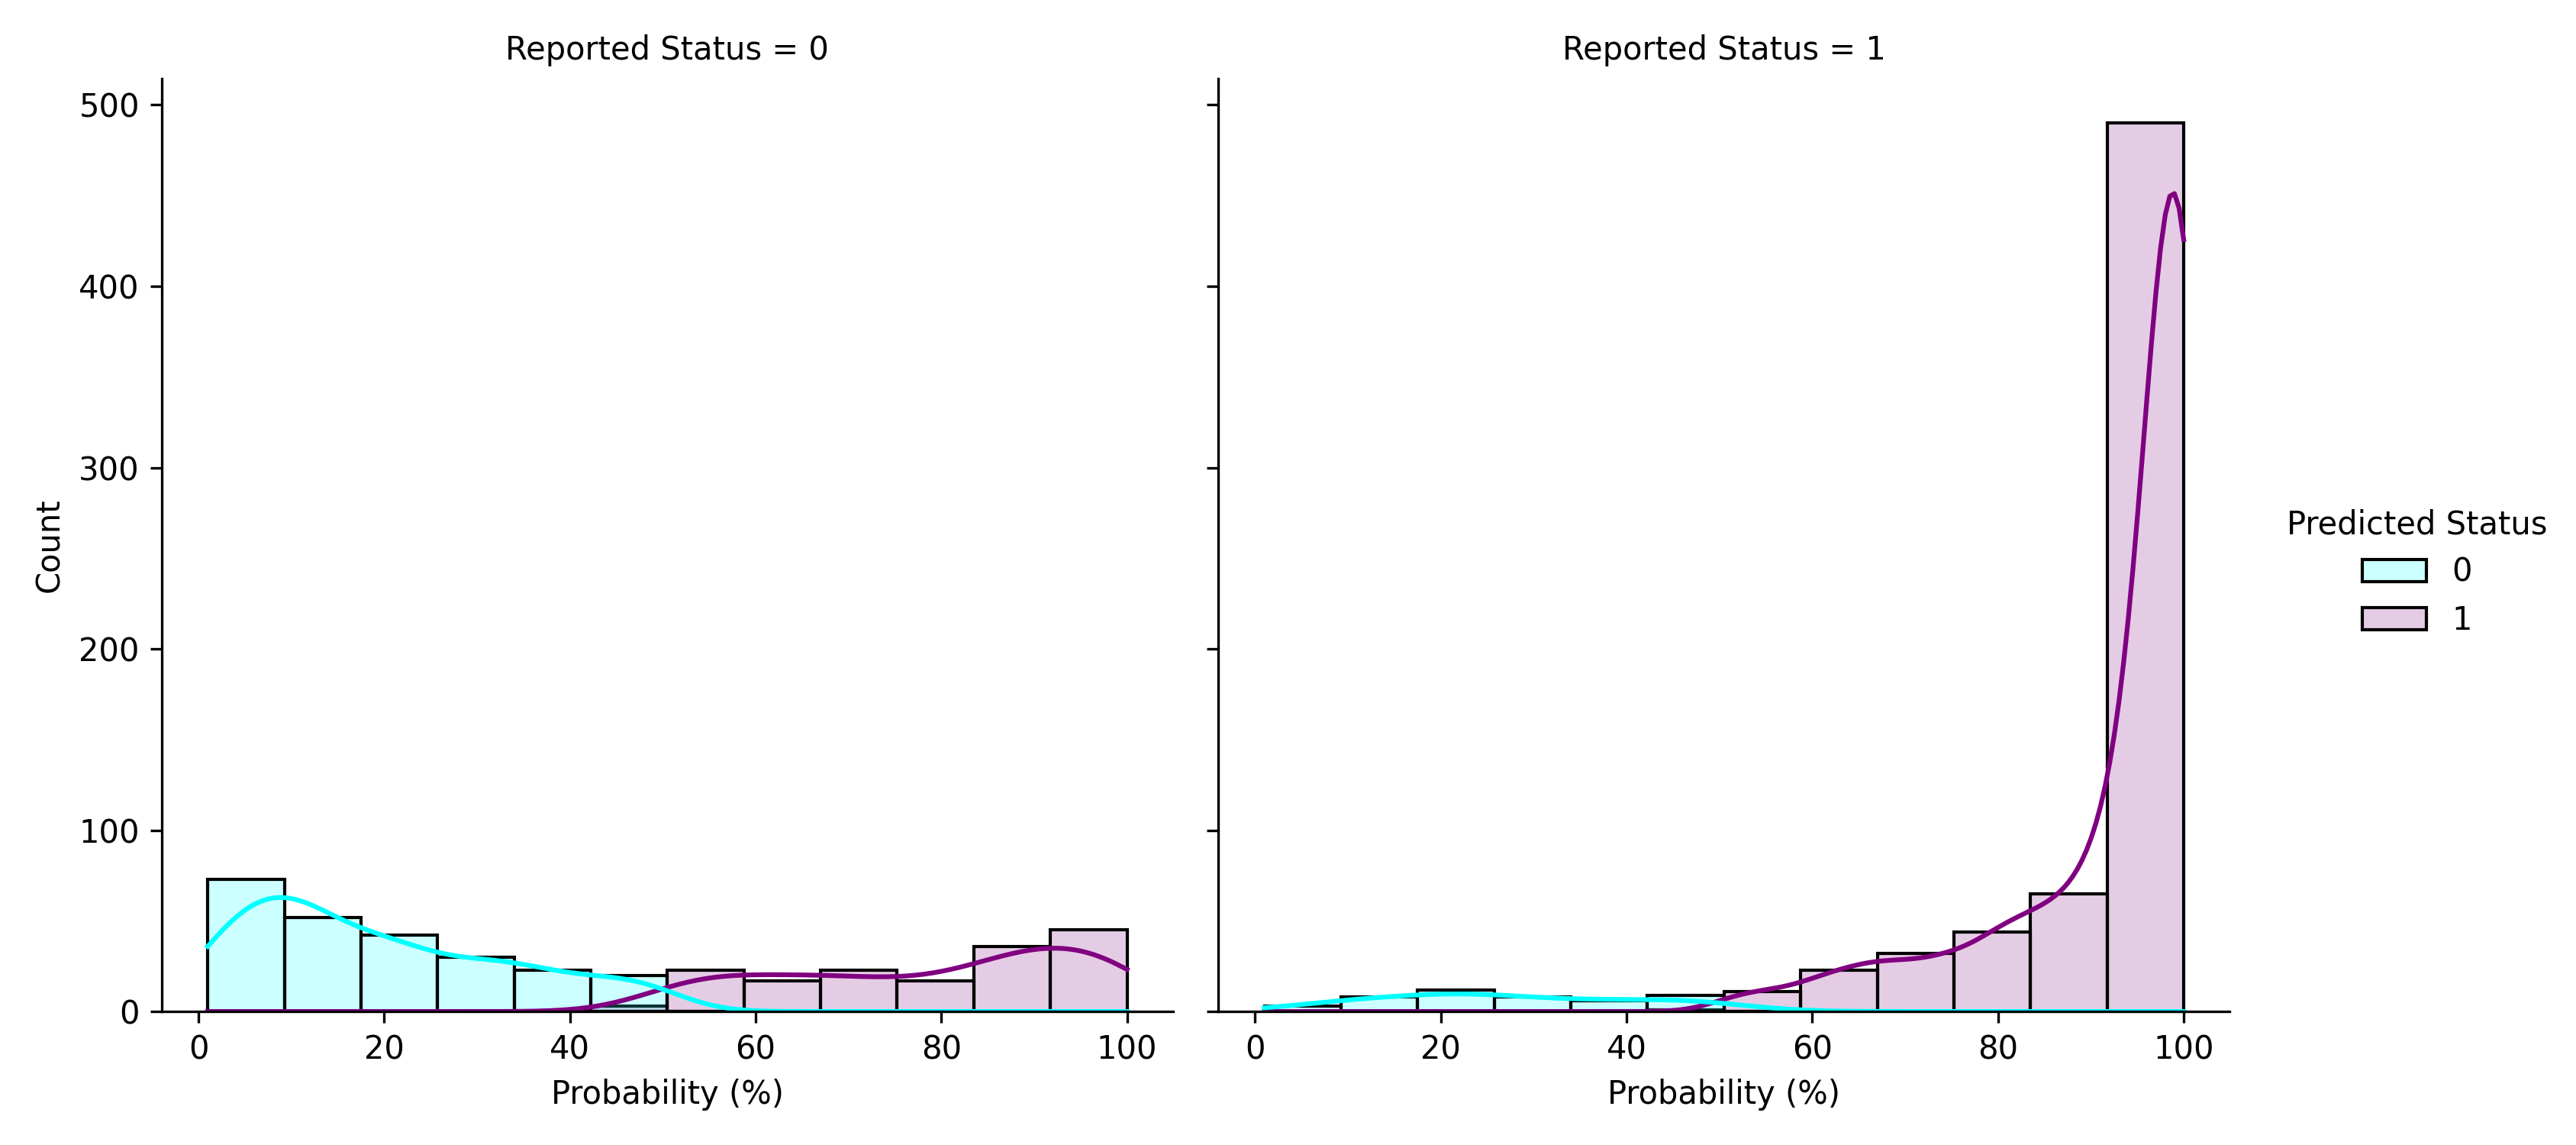 Reported Status = 0
Reported Status = 1
500
400
300
200
100
0
Count
0 20 40 60 80 100
0 20 40 60 80 100
Probability (%)
Probability (%)
Predicted Status
0
1